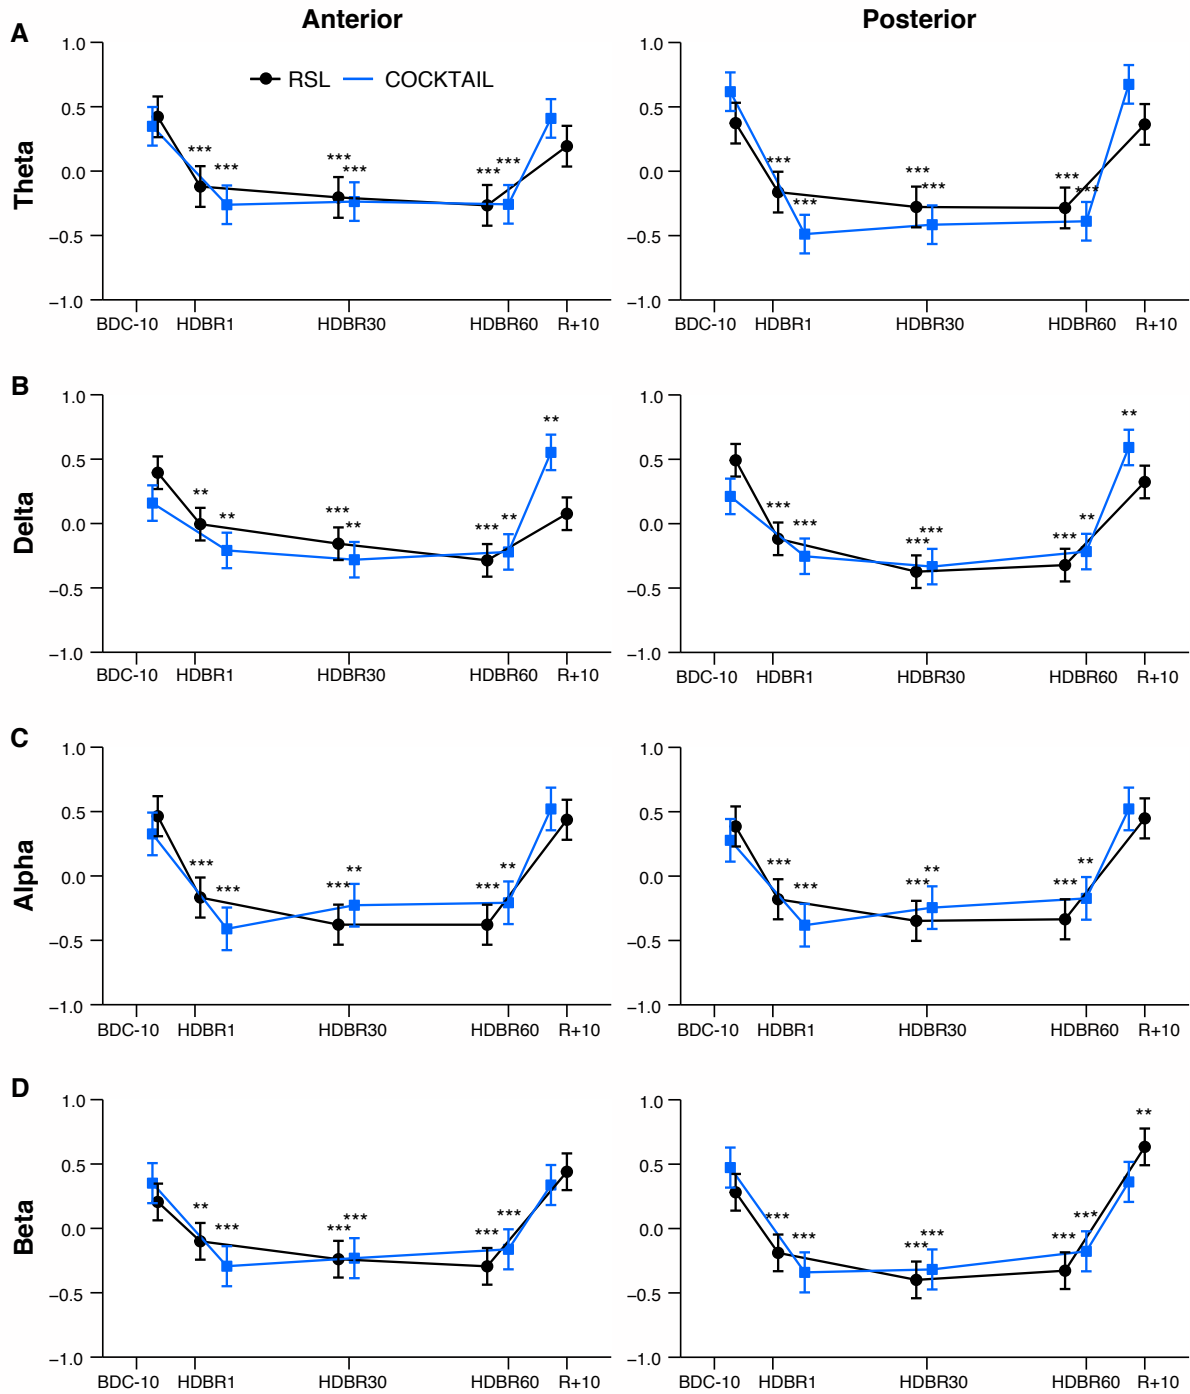 Anterior Posterior
A
Theta
RSL COCKTAIL
1.0 1.0
0.5 0.5
*** *** *** *** *** *** *** *** *** *** *** ***
0.0 0.0
−0.5 −0.5
−1.0 −1.0
BDC-10 HDBR1 HDBR30 HDBR60 R+10 BDC-10 HDBR1 HDBR30 HDBR60 R+10
B
Delta
1.0 1.0
** **
0.5 0.5
** ** *** ** *** ** *** *** *** *** *** **
0.0 0.0
−0.5 −0.5
−1.0 −1.0
BDC-10 HDBR1 HDBR30 HDBR60 R+10 BDC-10 HDBR1 HDBR30 HDBR60 R+10
C
Alpha
1.0 1.0
0.5 0.5
*** *** *** ** *** ** *** *** *** ** *** **
0.0 0.0
−0.5 −0.5
−1.0 −1.0
BDC-10 HDBR1 HDBR30 HDBR60 R+10 BDC-10 HDBR1 HDBR30 HDBR60 R+10
D
Beta
1.0 1.0
**
0.5 0.5
** *** *** *** *** *** *** *** *** *** *** ***
0.0 0.0
−0.5 −0.5
−1.0 −1.0
BDC-10 HDBR1 HDBR30 HDBR60 R+10 BDC-10 HDBR1 HDBR30 HDBR60 R+10